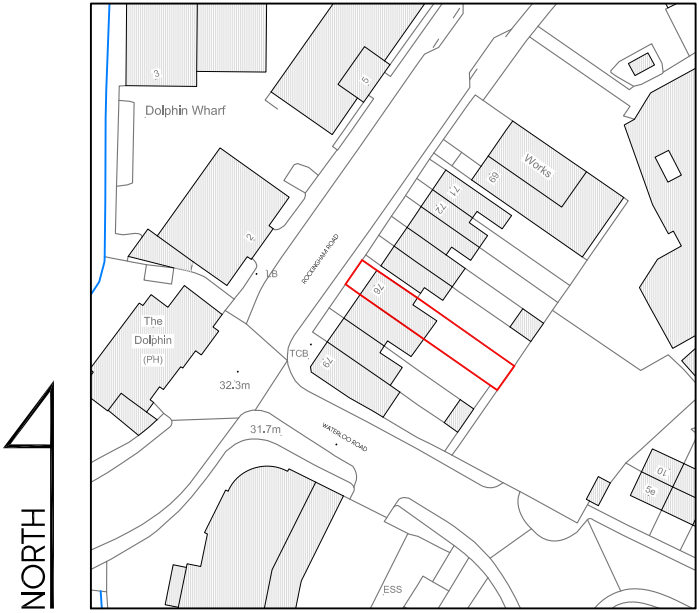 3
5
Dolphin Wharf
Works
69
71
72
2
ROCKINGHAM ROAD
LB
76
The
Dolphin
(PH)
TCB
79
32.3m
31.7m
WATERLOO ROAD
10
9e
ESS
NORTH